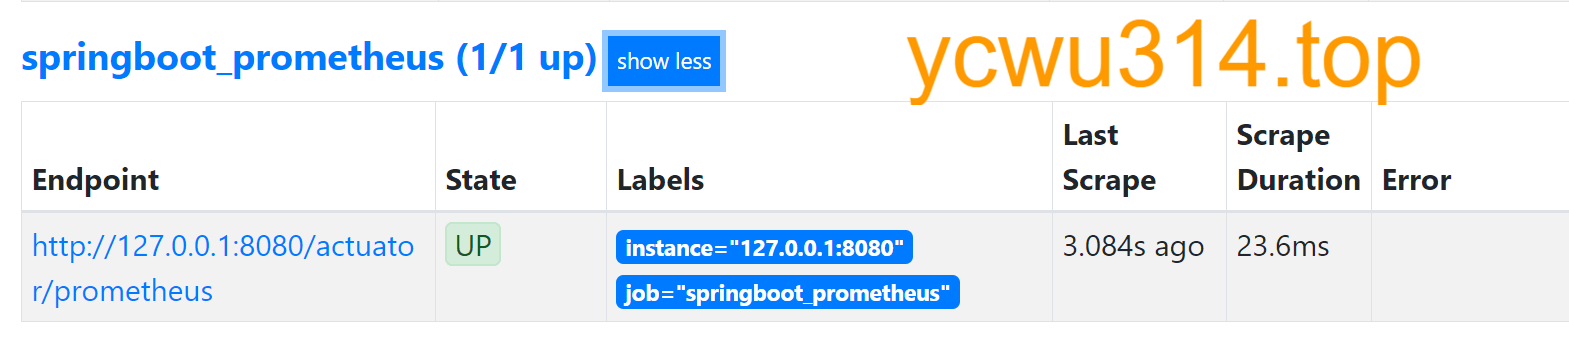 springboot_prometheus (1/1 up) show less
ycwu314.top
Endpoint State Labels Last Scrape Scrape Duration Error
http://127.0.0.1:8080/actuato UP instance="127.0.0.1:8080" 3.084s ago 23.6ms
r/prometheus job="springboot_prometheus"